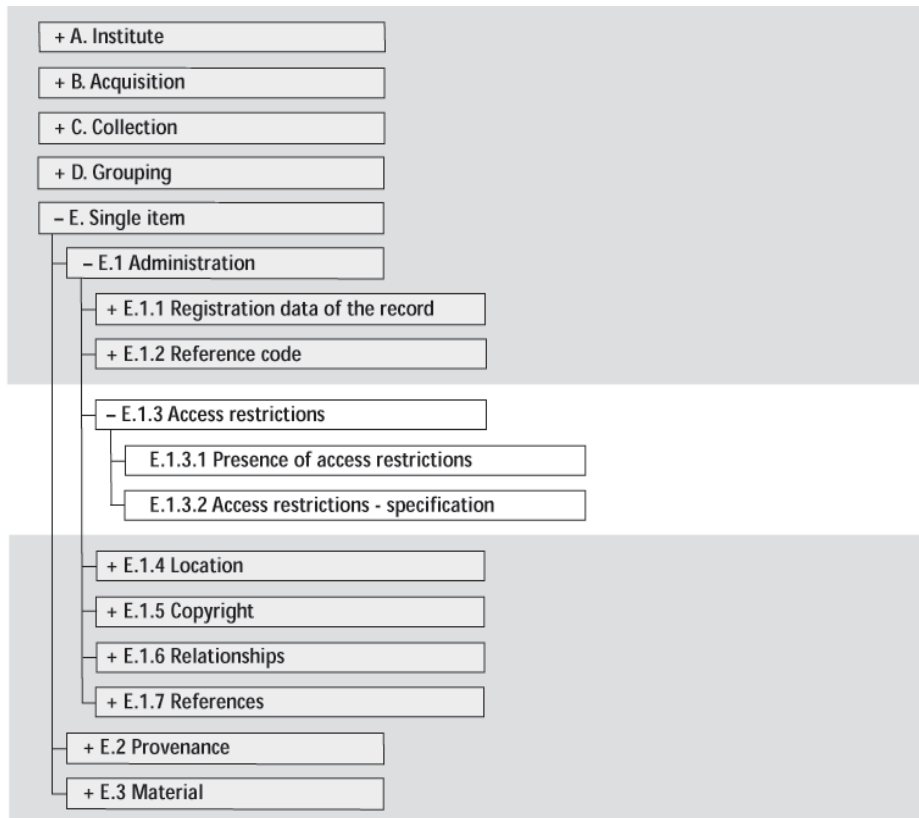 + A. Institute
+ B. Acquisition
+ C. Collection
+ D. Grouping
– E. Single item
– E.1 Administration
+ E.1.1 Registration data of the record
+ E.1.2 Reference code
– E.1.3 Access restrictions
E.1.3.1 Presence of access restrictions
E.1.3.2 Access restrictions - specification
+ E.1.4 Location
+ E.1.5 Copyright
+ E.1.6 Relationships
+ E.1.7 References
+ E.2 Provenance
+ E.3 Material